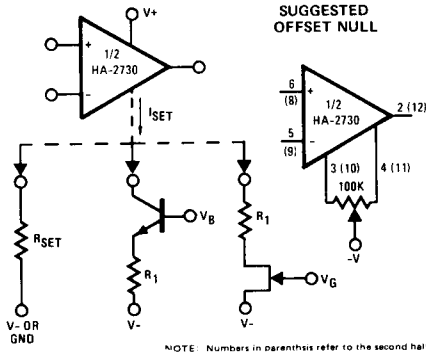 V+
SUGGESTED
OFFSET NULL
+
1/2
HA-2730
-
ISET
6
(8)
+
1/2
HA-2730
2 (12)
5
(9)
-
3 (10)
4 (11)
100K
-V
RSET
VB
R1
R1
VG
V- OR
GND
V-
V-
NOTE: Numbers in parenthsis refer to the second hal